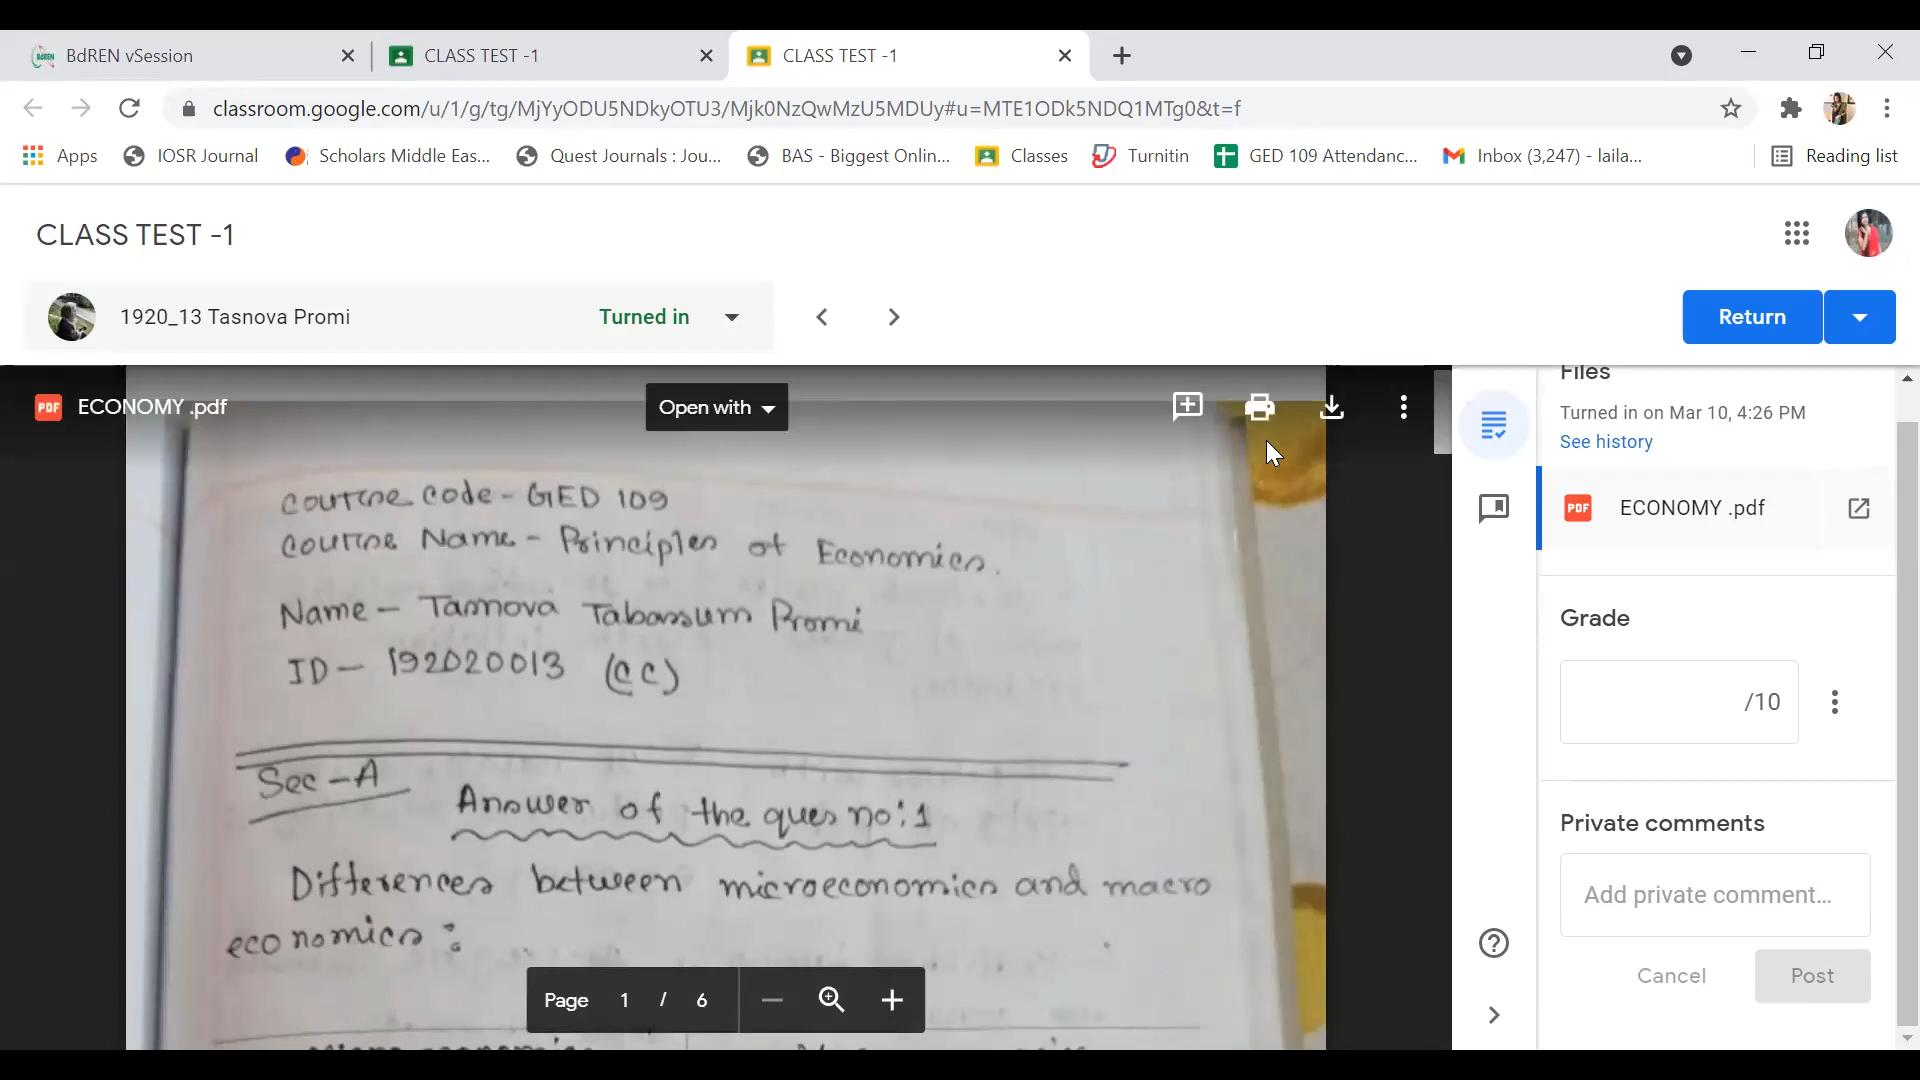 BdREN vSession
CLASS TEST -1
CLASS TEST -1
classroom.google.com/u/1/g/tg/MjYyODU5NDkyOTU3/Mjk0NzQwMzU5MDUy#u=MTE1ODk5NDQ1MTg0&t=f
Apps
IOSR Journal
Scholars Middle Eas...
Quest Journals : Jou...
BAS - Biggest Onlin...
Classes
Turnitin
GED 109 Attendanc...
Inbox (3,247) - laila...
Reading list
CLASS TEST -1
1920_13 Tasnova Promi
Turned in
Return
PDF ECONOMY .pdf
Open with
Course code - GED 109
Course Name - Principles of Economics.
Name - Tasnova Tabassum Promi
ID - 192020013 (CC)
Sec - A
Answer of the ques no: 1
Differences between microeconomics and macro
economics :
Page 1 / 6
Files
Turned in on Mar 10, 4:26 PM
See history
PDF ECONOMY .pdf
Grade
/10
Private comments
Add private comment...
Cancel
Post